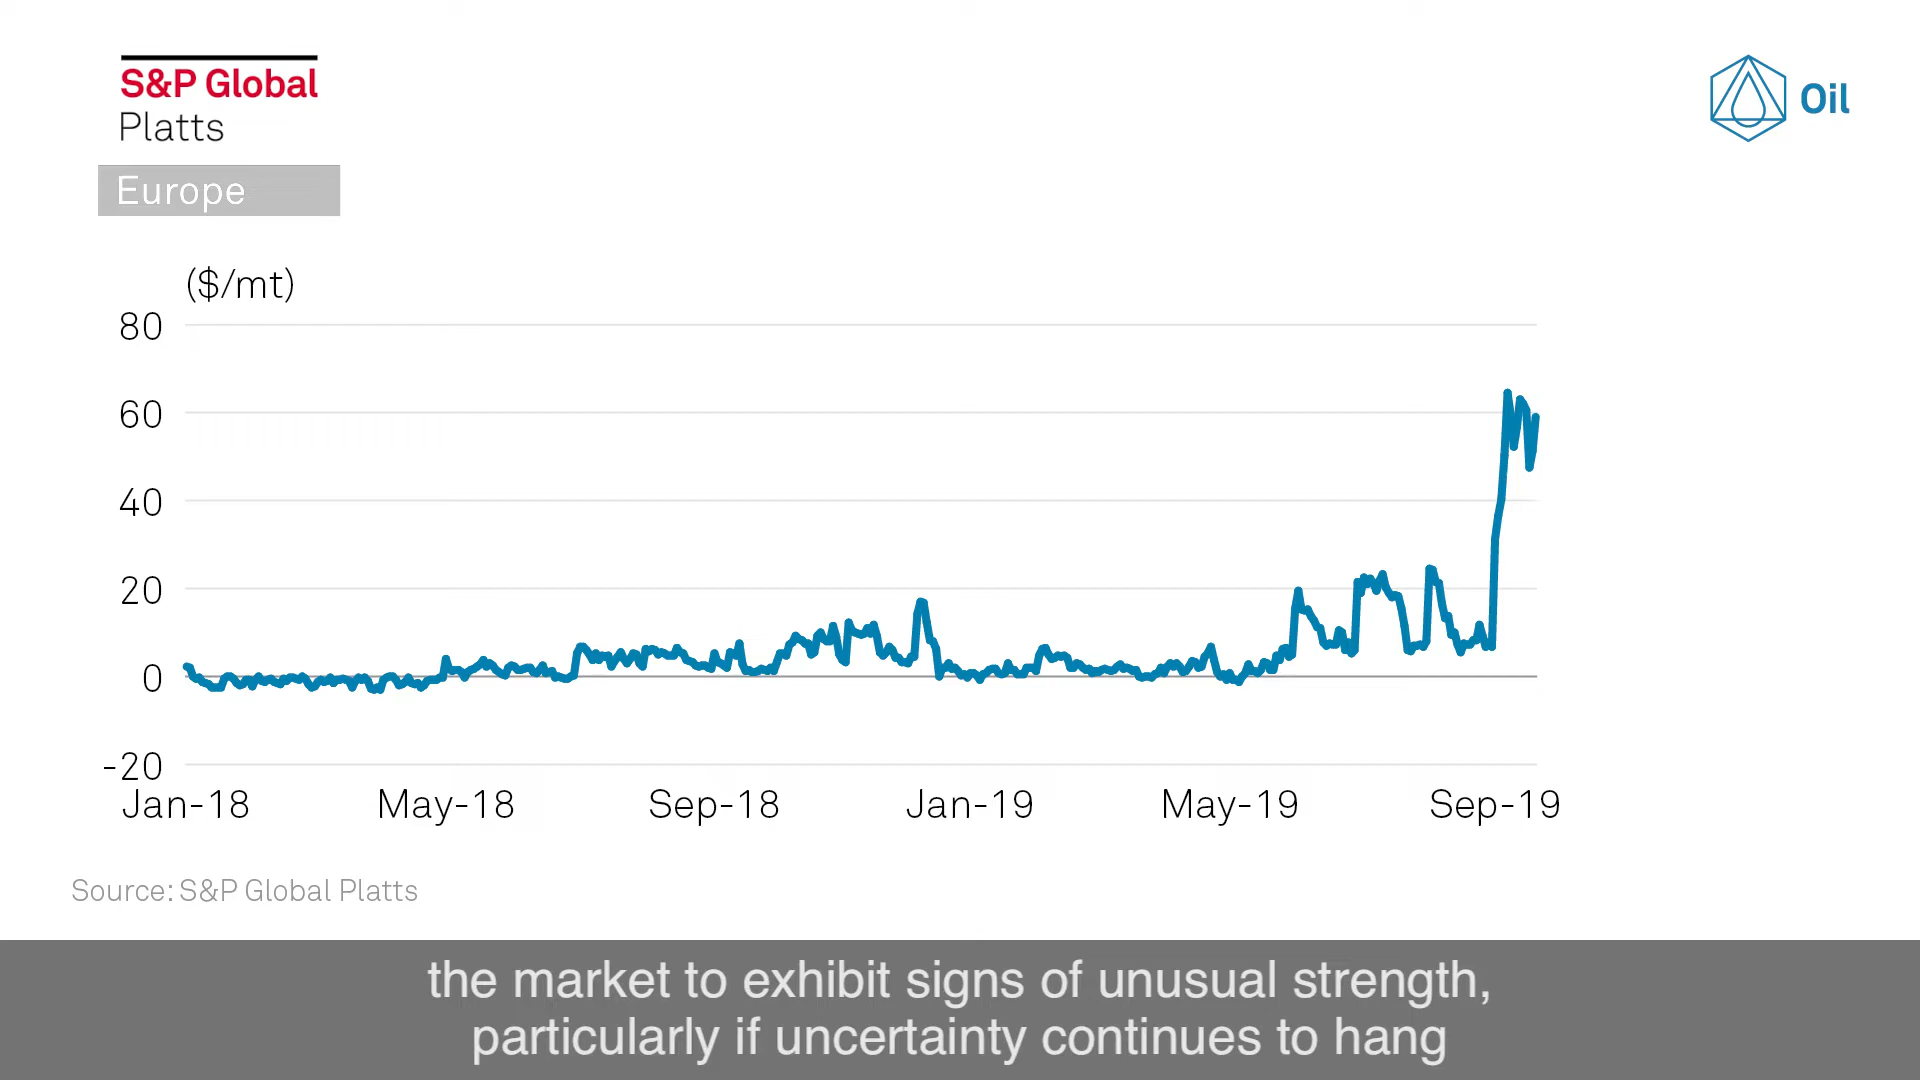 S&P Global
Platts
Oil
Europe
($/mt)
80
60
40
20
0
-20
Jan-18 May-18 Sep-18 Jan-19 May-19 Sep-19
Source: S&P Global Platts
the market to exhibit signs of unusual strength,
particularly if uncertainty continues to hang